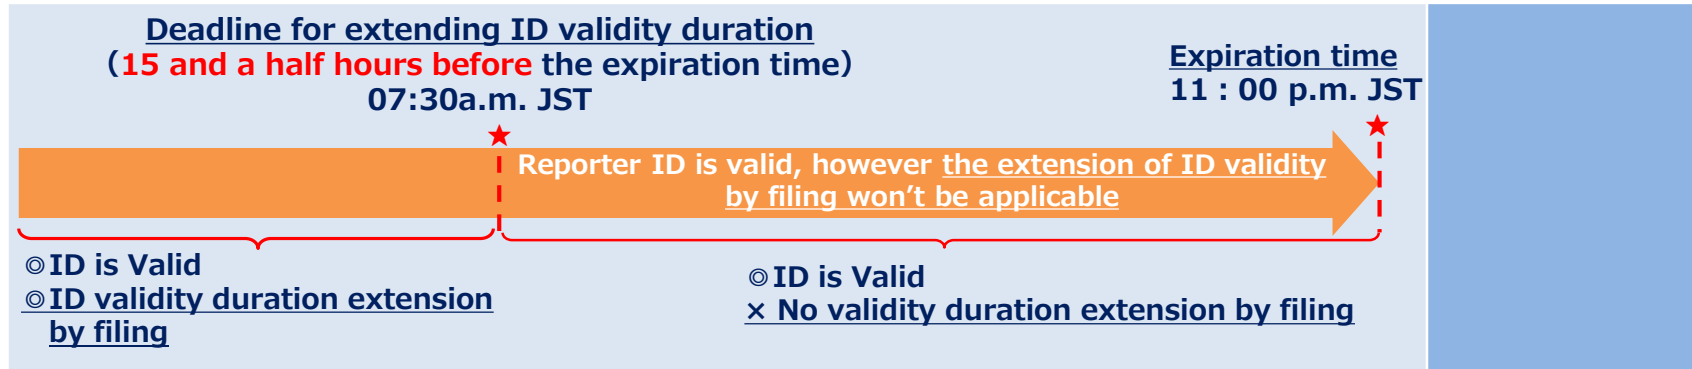 Deadline for extending ID validity duration
（15 and a half hours before the expiration time）
07:30a.m. JST
Expiration time
11：00 p.m. JST
Reporter ID is valid, however the extension of ID validity
by filing won’t be applicable
◎ID is Valid
◎ID validity duration extension
by filing
◎ID is Valid
× No validity duration extension by filing